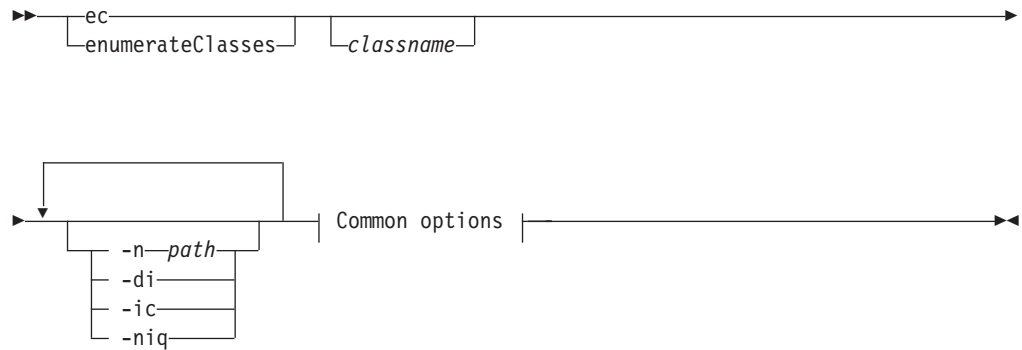 ec
enumerateClasses
classname
Common options
-n path
-di
-ic
-niq